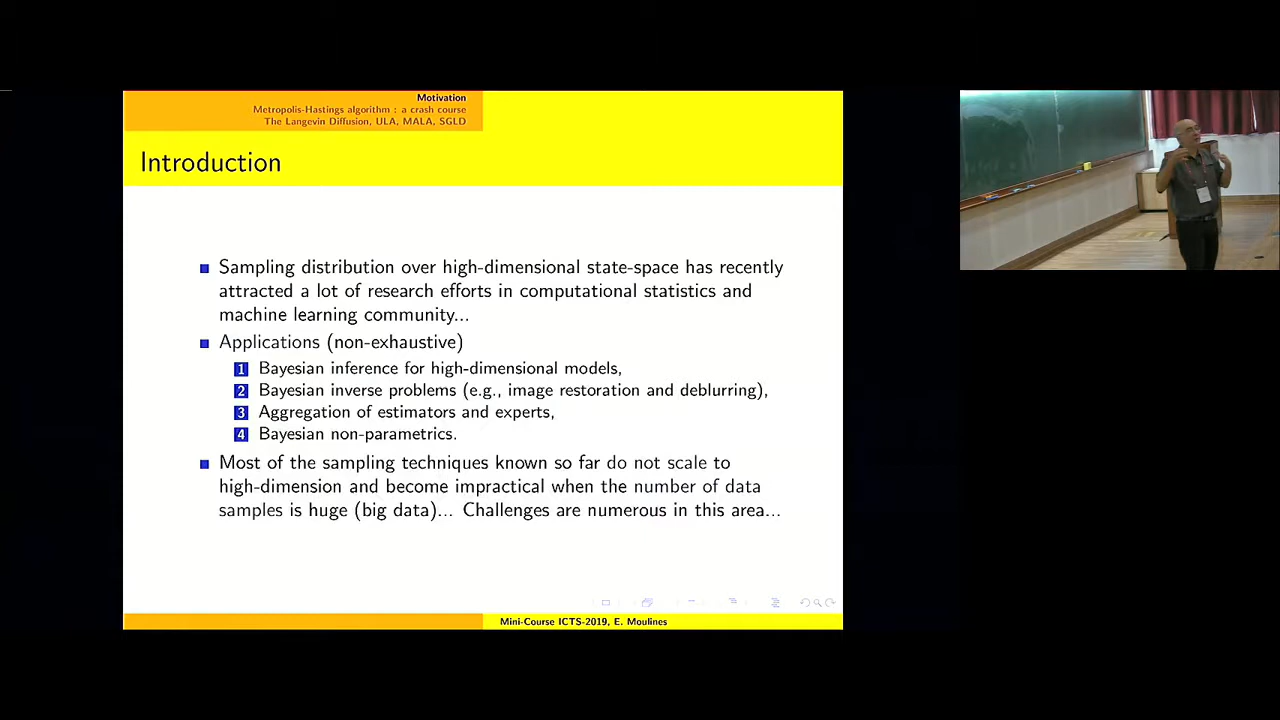 Motivation
Metropolis-Hastings algorithm : a crash course
The Langevin Diffusion, ULA, MALA, SGLD
Introduction
Sampling distribution over high-dimensional state-space has recently
attracted a lot of research efforts in computational statistics and
machine learning community...
Applications (non-exhaustive)
1 Bayesian inference for high-dimensional models,
2 Bayesian inverse problems (e.g., image restoration and deblurring),
3 Aggregation of estimators and experts,
4 Bayesian non-parametrics.
Most of the sampling techniques known so far do not scale to
high-dimension and become impractical when the number of data
samples is huge (big data)... Challenges are numerous in this area...
Mini-Course ICTS-2019, E. Moulines